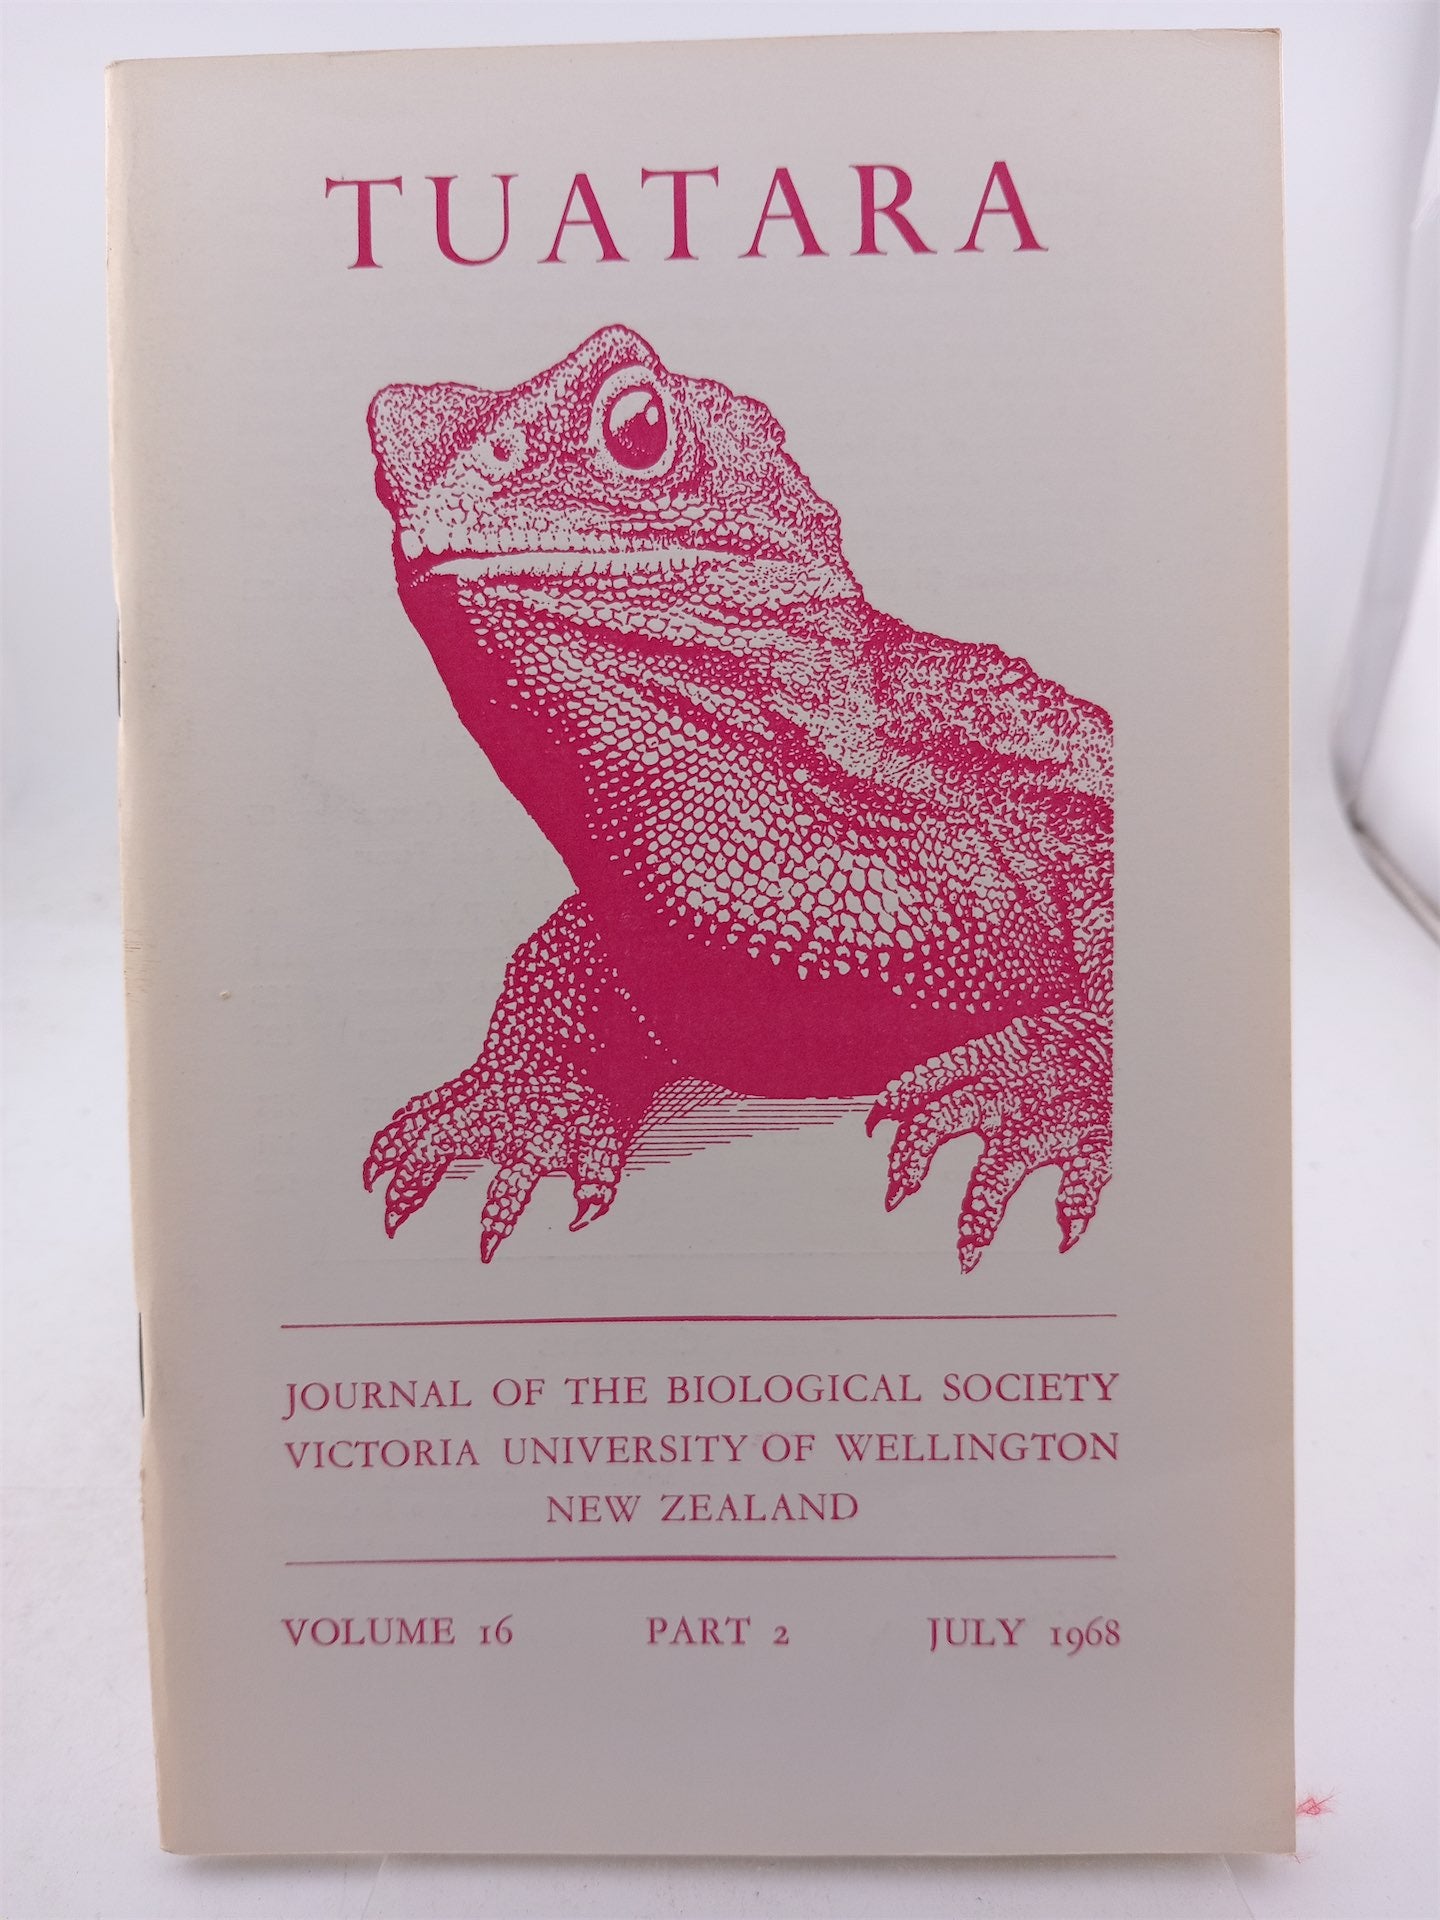 TUATARA
JOURNAL OF THE BIOLOGICAL SOCIETY
VICTORIA UNIVERSITY OF WELLINGTON
NEW ZEALAND
VOLUME 16 PART 2 JULY 1968